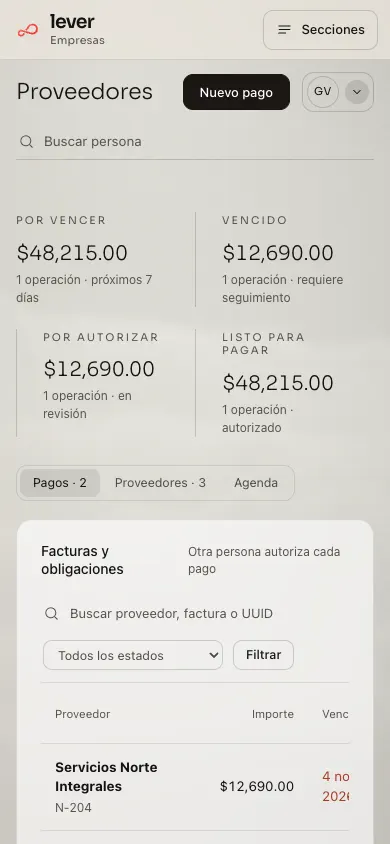 lever
Empresas
Secciones
Proveedores
Nuevo pago
GV
Buscar persona
POR VENCER
$48,215.00
1 operación · próximos 7
días
VENCIDO
$12,690.00
1 operación · requiere
seguimiento
POR AUTORIZAR
$12,690.00
1 operación · en
revisión
LISTO PARA
PAGAR
$48,215.00
1 operación ·
autorizado
Pagos · 2
Proveedores · 3
Agenda
Facturas y
obligaciones
Otra persona autoriza cada
pago
Buscar proveedor, factura o UUID
Todos los estados
Filtrar
Proveedor
Importe
Venc
Servicios Norte
Integrales
N-204
$12,690.00
4 no